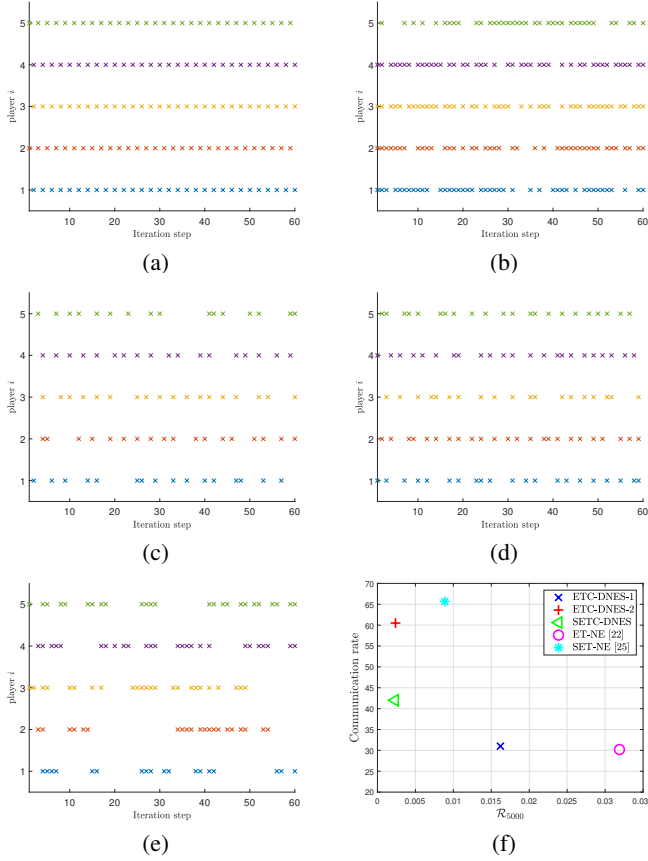 5
4
3
2
1
player i
10 20 30 40 50 60
Iteration step
(a)
5
4
3
2
1
player i
10 20 30 40 50 60
Iteration step
(b)
5
4
3
2
1
player i
10 20 30 40 50 60
Iteration step
(c)
5
4
3
2
1
player i
10 20 30 40 50 60
Iteration step
(d)
5
4
3
2
1
player i
10 20 30 40 50 60
Iteration step
(e)
70
65
60
55
50
45
40
35
30
25
20
Communication rate
ETC-DNES-1
ETC-DNES-2
SETC-DNES
ET-NE [22]
SET-NE [25]
0 0.005 0.01 0.015 0.02 0.025 0.03 0.03
R5000
(f)